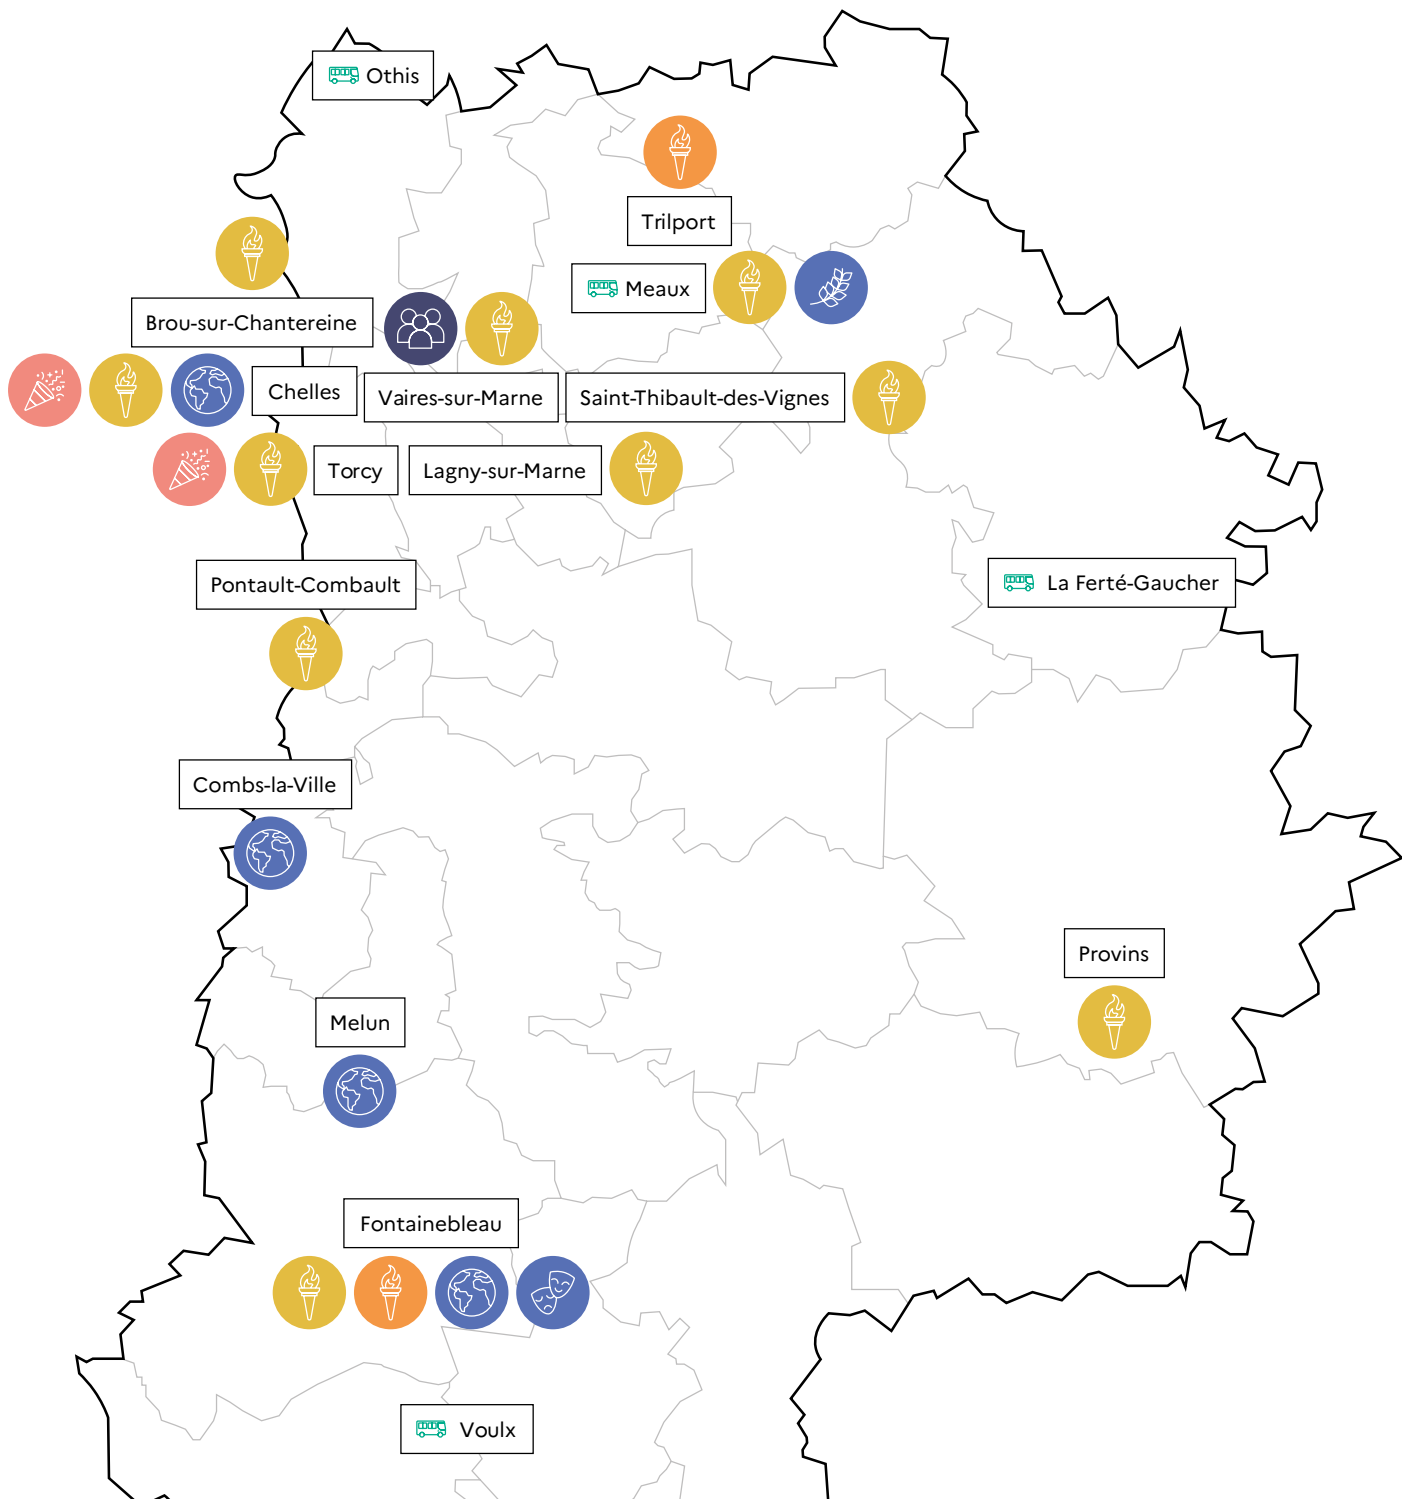 Othis
Trilport
Meaux
Brou-sur-Chantereine
Chelles
Vaires-sur-Marne
Saint-Thibault-des-Vignes
Torcy
Lagny-sur-Marne
Pontault-Combault
La Ferté-Gaucher
Combs-la-Ville
Provins
Melun
Fontainebleau
Voulx